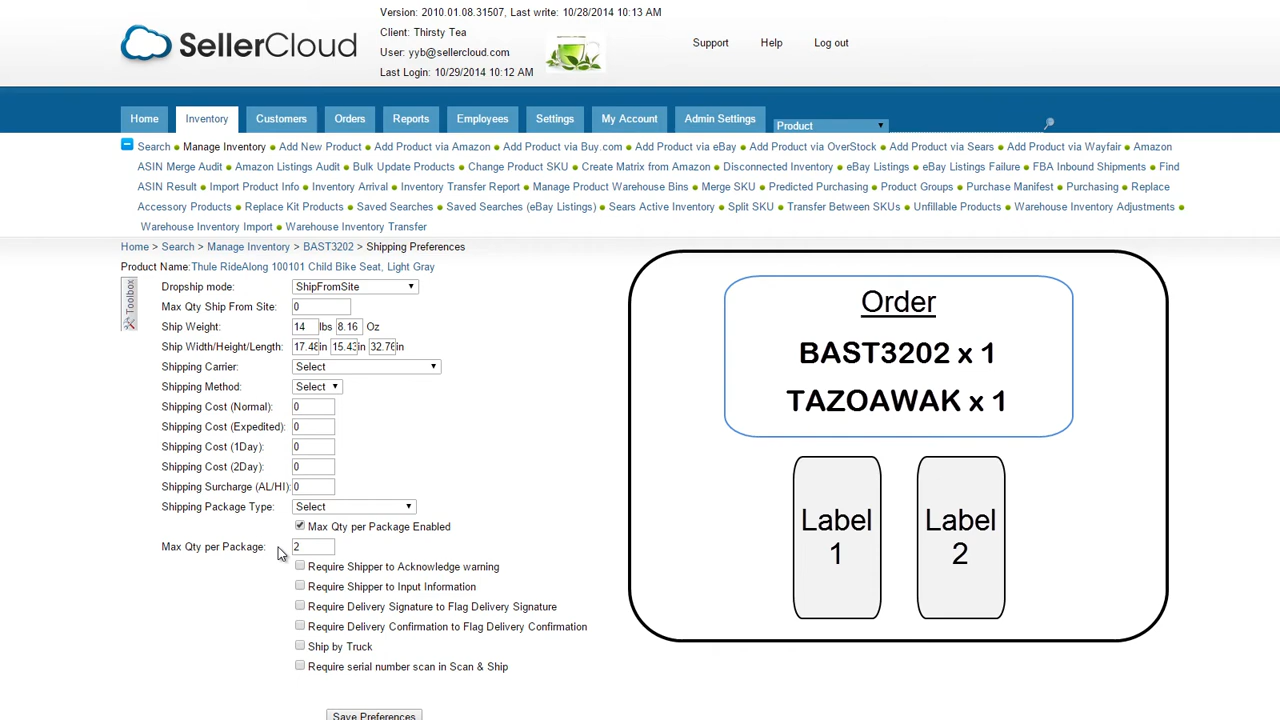 SellerCloud
Version: 2010.01.08.31507, Last write: 10/28/2014 10:13 AM
Client: Thirsty Tea
User: yyb@sellercloud.com
Last Login: 10/29/2014 10:12 AM
Support Help Log out
Home Inventory Customers Orders Reports Employees Settings My Account Admin Settings Product
Search Manage Inventory Add New Product Add Product via Amazon Add Product via Buy.com Add Product via eBay Add Product via OverStock Add Product via Sears Add Product via Wayfair Amazon
ASIN Merge Audit Amazon Listings Audit Bulk Update Products Change Product SKU Create Matrix from Amazon Disconnected Inventory eBay Listings eBay Listings Failure FBA Inbound Shipments Find
ASIN Result Import Product Info Inventory Arrival Inventory Transfer Report Manage Product Warehouse Bins Merge SKU Predicted Purchasing Product Groups Purchase Manifest Purchasing Replace
Accessory Products Replace Kit Products Saved Searches Saved Searches (eBay Listings) Sears Active Inventory Split SKU Transfer Between SKUs Unfillable Products Warehouse Inventory Adjustments
Warehouse Inventory Import Warehouse Inventory Transfer
Home > Search > Manage Inventory > BAST3202 > Shipping Preferences
Product Name:Thule RideAlong 100101 Child Bike Seat, Light Gray
Toolbox
Dropship mode: ShipFromSite
Max Qty Ship From Site: 0
Ship Weight: 14 lbs 8.16 Oz
Ship Width/Height/Length: 17.48in 15.43in 32.76in
Shipping Carrier: Select
Shipping Method: Select
Shipping Cost (Normal): 0
Shipping Cost (Expedited): 0
Shipping Cost (1Day): 0
Shipping Cost (2Day): 0
Shipping Surcharge (AL/HI): 0
Shipping Package Type: Select
Max Qty per Package Enabled
Max Qty per Package: 2
Require Shipper to Acknowledge warning
Require Shipper to Input Information
Require Delivery Signature to Flag Delivery Signature
Require Delivery Confirmation to Flag Delivery Confirmation
Ship by Truck
Require serial number scan in Scan & Ship
Save Preferences
Order
BAST3202 x 1
TAZOAWAK x 1
Label
1
Label
2